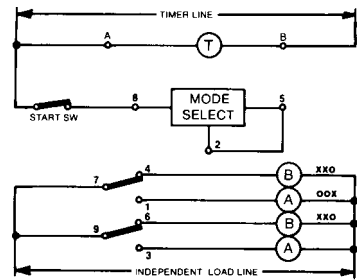 TIMER LINE
A T B
START SW
8 MODE SELECT 5
2
4 B XXO
7
1 A OOX
6 B XXO
9
3 A
INDEPENDENT LOAD LINE